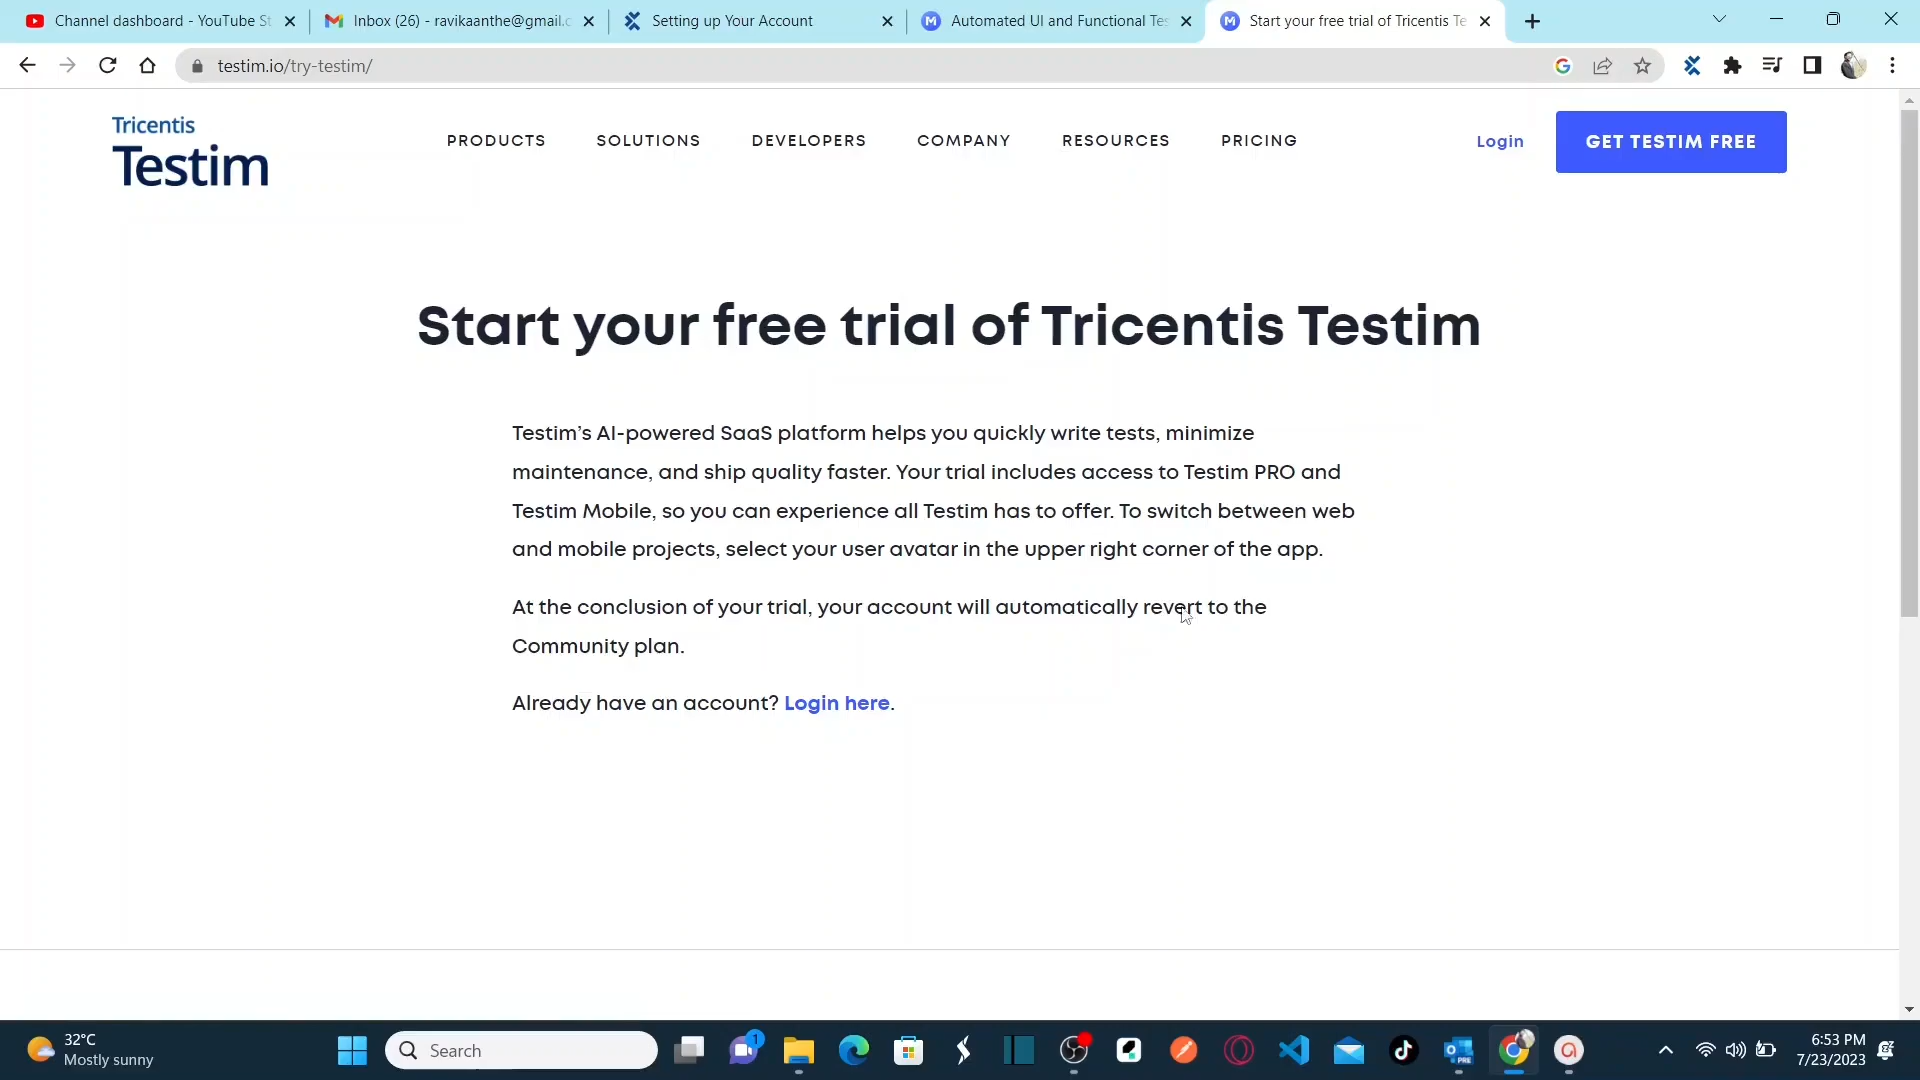 Channel dashboard - YouTube St
Inbox (26) - ravikaanthe@gmail.c
Setting up Your Account
Automated UI and Functional Tes
Start your free trial of Tricentis Te
testim.io/try-testim/
Tricentis
Testim
PRODUCTS
SOLUTIONS
DEVELOPERS
COMPANY
RESOURCES
PRICING
Login
GET TESTIM FREE
Start your free trial of Tricentis Testim
Testim’s AI-powered SaaS platform helps you quickly write tests, minimize
maintenance, and ship quality faster. Your trial includes access to Testim PRO and
Testim Mobile, so you can experience all Testim has to offer. To switch between web
and mobile projects, select your user avatar in the upper right corner of the app.
At the conclusion of your trial, your account will automatically revert to the
Community plan.
Already have an account? Login here.
32°C
Mostly sunny
Search
1
PRE
6:53 PM
7/23/2023